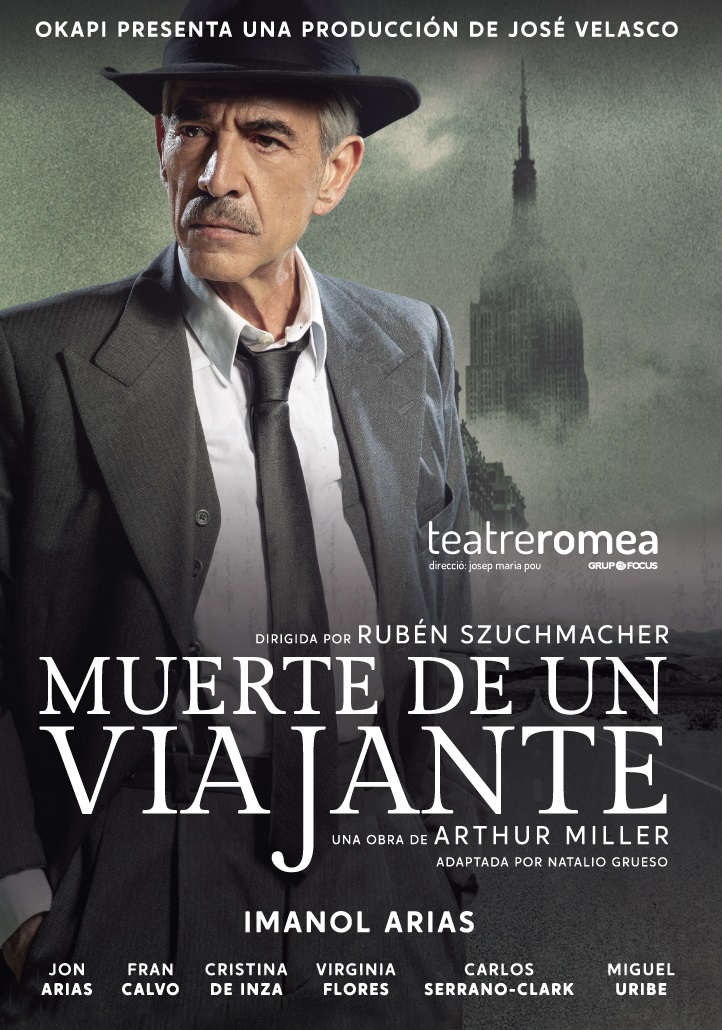 OKAPI PRESENTA UNA PRODUCCIÓN DE JOSÉ VELASCO
teatreromea
direcció: josep maria pou GRUP FOCUS
DIRIGIDA POR RUBÉN SZUCHMACHER
MUERTE DE UN
VIAJANTE
UNA OBRA DE ARTHUR MILLER
ADAPTADA POR NATALIO GRUESO
IMANOL ARIAS
JON ARIAS
FRAN CALVO
CRISTINA DE INZA
VIRGINIA FLORES
CARLOS SERRANO-CLARK
MIGUEL URIBE